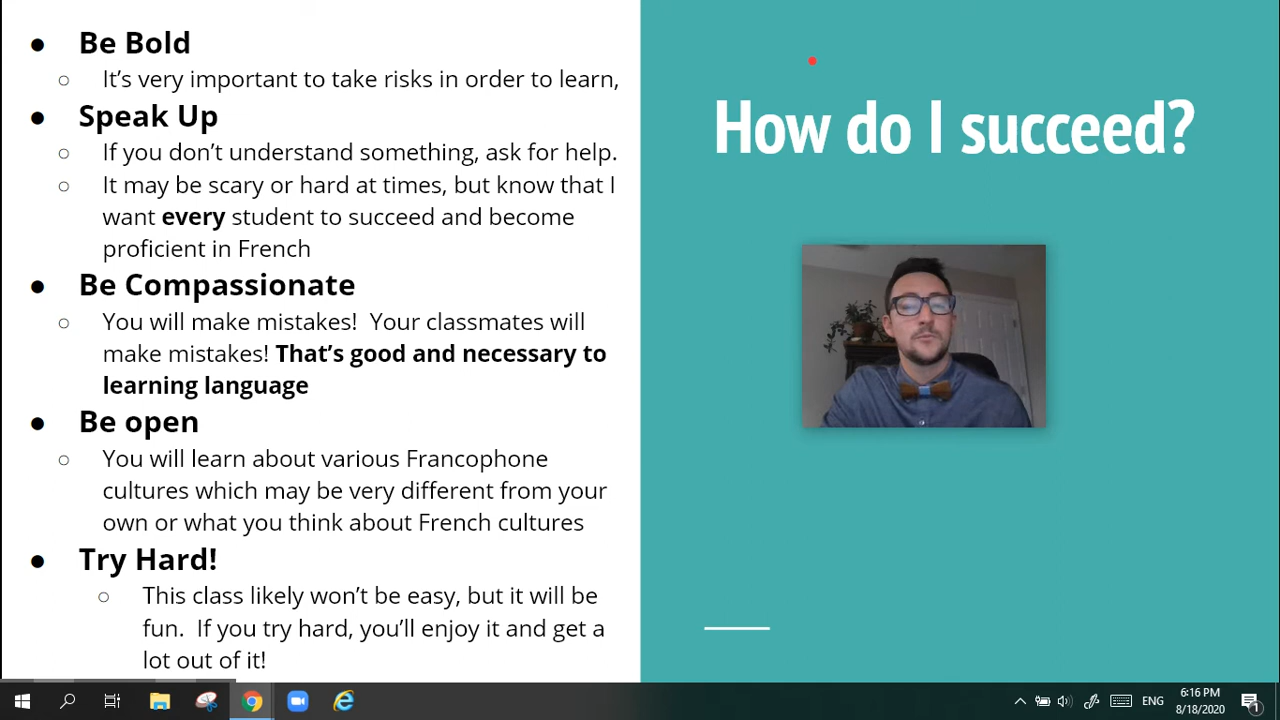 Be Bold
It’s very important to take risks in order to learn,
Speak Up
If you don’t understand something, ask for help.
It may be scary or hard at times, but know that I
want every student to succeed and become
proficient in French
Be Compassionate
You will make mistakes!  Your classmates will
make mistakes! That’s good and necessary to
learning language
Be open
You will learn about various Francophone
cultures which may be very different from your
own or what you think about French cultures
Try Hard!
This class likely won’t be easy, but it will be
fun.  If you try hard, you’ll enjoy it and get a
lot out of it!
How do I succeed?
ENG
6:16 PM
8/18/2020
1